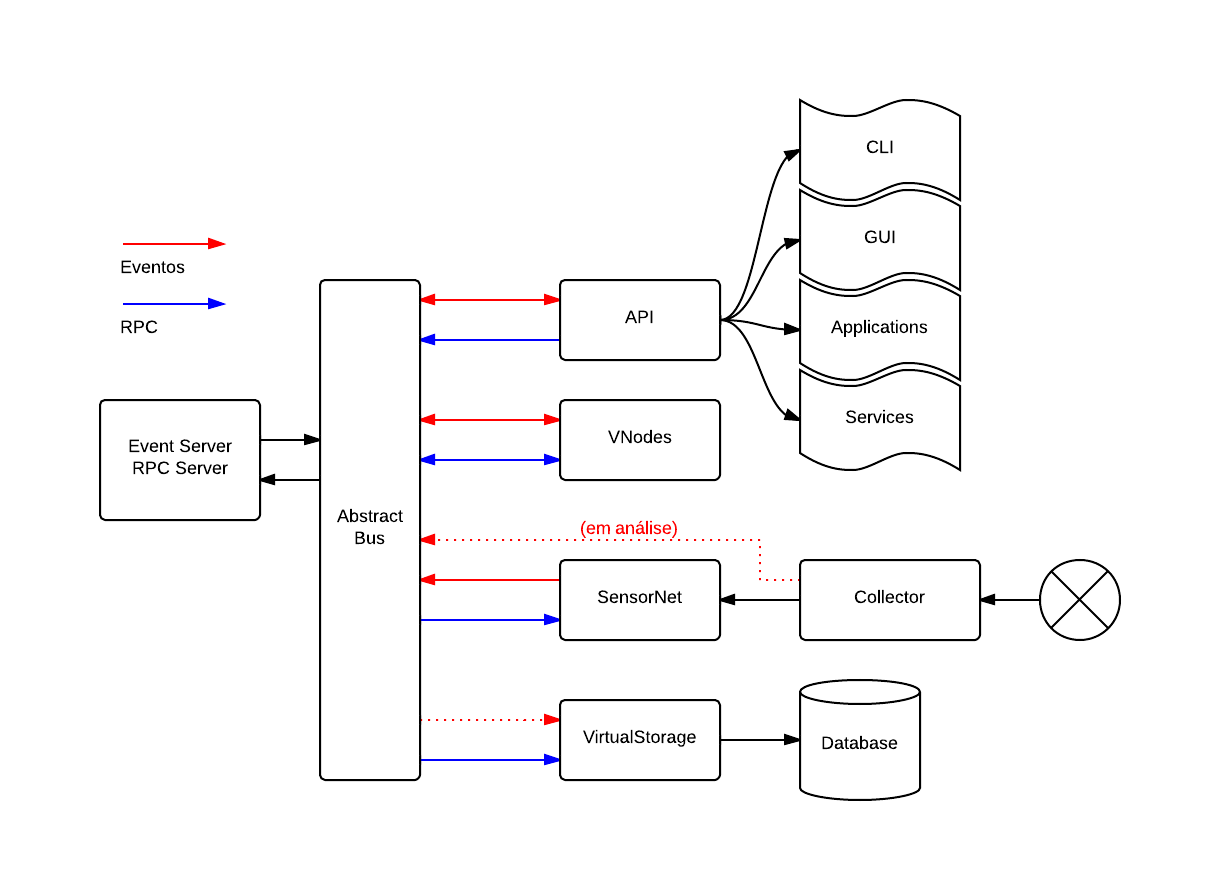 CLI
GUI
Applications
Services
Eventos
RPC
API
Event Server
RPC Server
VNodes
Abstract
Bus
(em análise)
SensorNet
Collector
VirtualStorage
Database